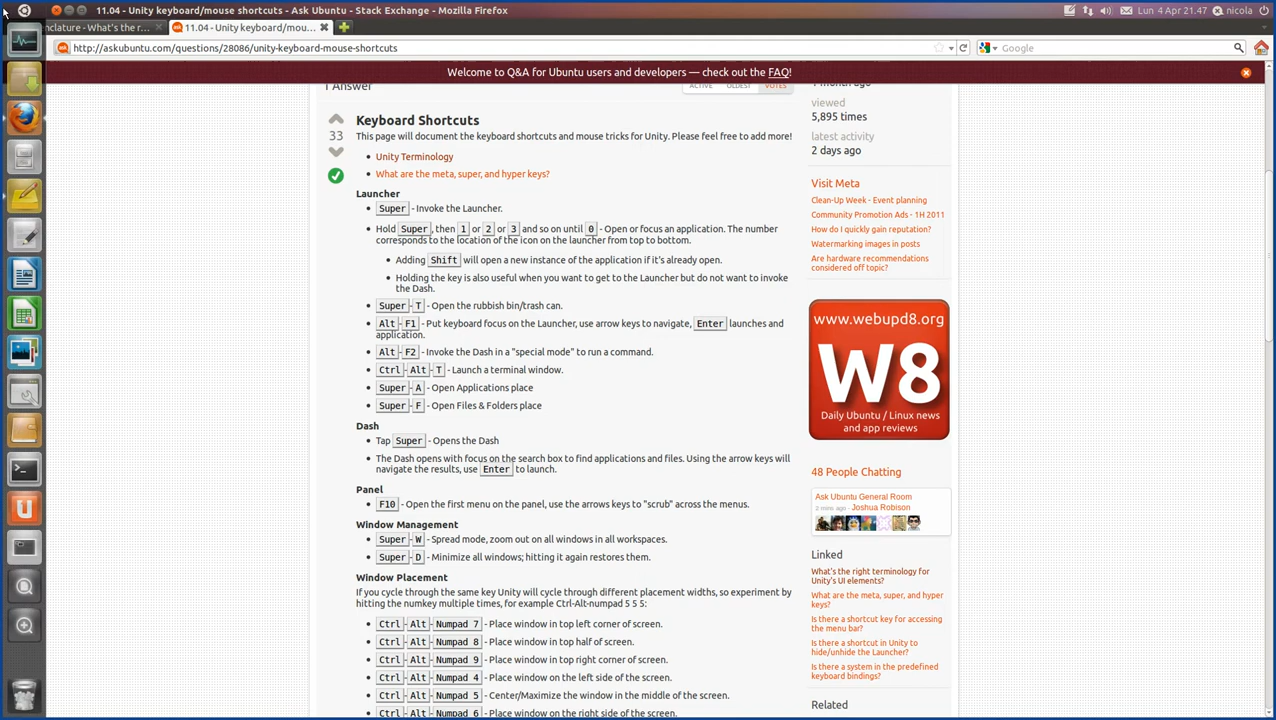 11.04 - Unity keyboard/mouse shortcuts - Ask Ubuntu - Stack Exchange - Mozilla Firefox
Lun 4 Apr 21.47 nicola
nclature - What's the r...
11.04 - Unity keyboard/mou...
http://askubuntu.com/questions/28086/unity-keyboard-mouse-shortcuts
Google
Welcome to Q&A for Ubuntu users and developers — check out the FAQ!
1 Answer
ACTIVE OLDEST VOTES
33
Keyboard Shortcuts
This page will document the keyboard shortcuts and mouse tricks for Unity. Please feel free to add more!
Unity Terminology
What are the meta, super, and hyper keys?
Launcher
Super - Invoke the Launcher.
Hold Super, then 1 or 2 or 3 and so on until 0 - Open or focus an application. The number
corresponds to the location of the icon on the launcher from top to bottom.
Adding Shift will open a new instance of the application if it's already open.
Holding the key is also useful when you want to get to the Launcher but do not want to invoke
the Dash.
Super-T - Open the rubbish bin/trash can.
Alt-F1 - Put keyboard focus on the Launcher, use arrow keys to navigate, Enter launches and
application.
Alt-F2 - Invoke the Dash in a "special mode" to run a command.
Ctrl-Alt-T - Launch a terminal window.
Super-A - Open Applications place
Super-F - Open Files & Folders place
Dash
Tap Super - Opens the Dash
The Dash opens with focus on the search box to find applications and files. Using the arrow keys will
navigate the results, use Enter to launch.
Panel
F10 - Open the first menu on the panel, use the arrows keys to "scrub" across the menus.
Window Management
Super-W - Spread mode, zoom out on all windows in all workspaces.
Super-D - Minimize all windows; hitting it again restores them.
Window Placement
If you cycle through the same key Unity will cycle through different placement widths, so experiment by
hitting the numkey multiple times, for example Ctrl-Alt-numpad 5 5 5:
Ctrl-Alt-Numpad 7 - Place window in top left corner of screen.
Ctrl-Alt-Numpad 8 - Place window in top half of screen.
Ctrl-Alt-Numpad 9 - Place window in top right corner of screen.
Ctrl-Alt-Numpad 4 - Place window on the left side of the screen.
Ctrl-Alt-Numpad 5 - Center/Maximize the window in the middle of the screen.
Ctrl-Alt-Numpad 6 - Place window on the right side of the screen.
1 month ago
viewed
5,895 times
latest activity
2 days ago
Visit Meta
Clean-Up Week - Event planning
Community Promotion Ads - 1H 2011
How do I quickly gain reputation?
Watermarking images in posts
Are hardware recommendations
considered off topic?
www.webupd8.org
W8
Daily Ubuntu / Linux news
and app reviews
48 People Chatting
Ask Ubuntu General Room
2 mins ago - Joshua Robison
Linked
What's the right terminology for
Unity's UI elements?
What are the meta, super, and hyper
keys?
Is there a shortcut key for accessing
the menu bar?
Is there a shortcut in Unity to
hide/unhide the Launcher?
Is there a system in the predefined
keyboard bindings?
Related